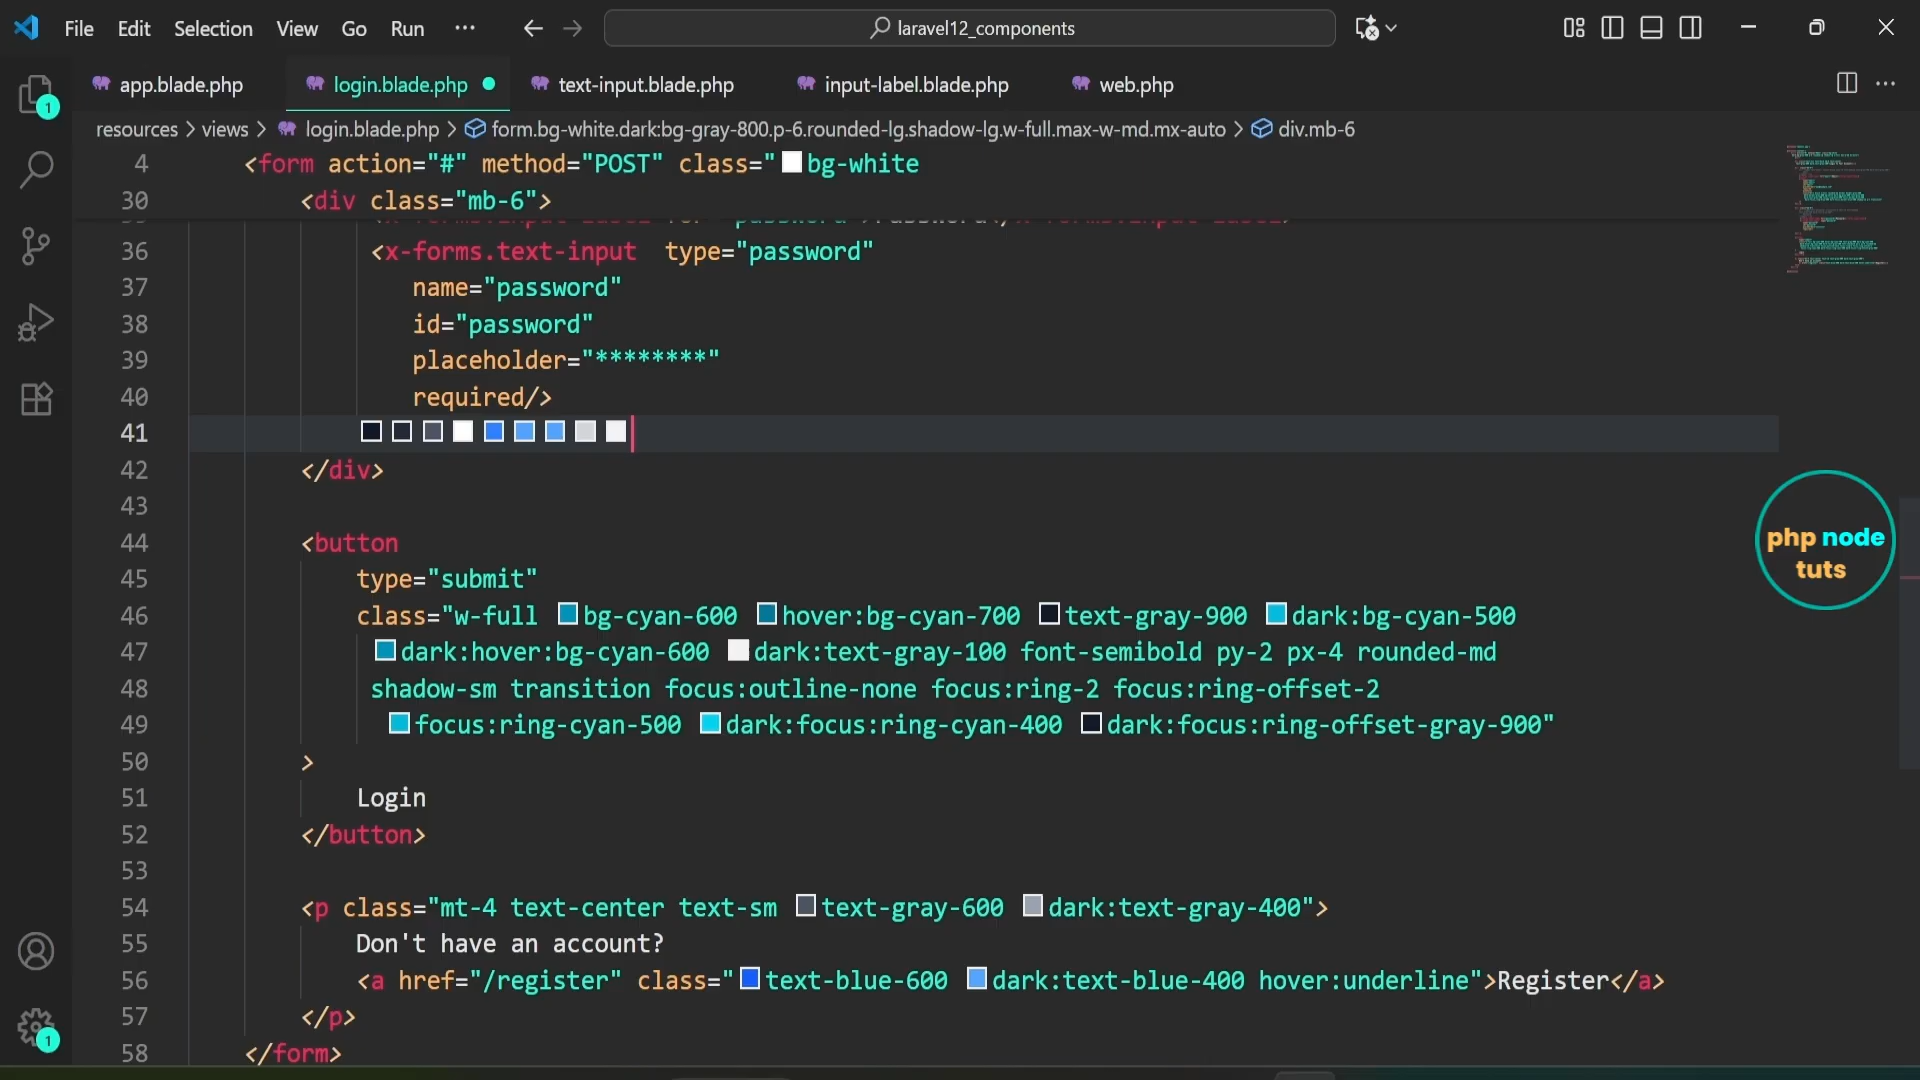 File Edit Selection View Go Run ··· laravel12_components
app.blade.php login.blade.php text-input.blade.php input-label.blade.php web.php
resources > views > login.blade.php > form.bg-white.dark:bg-gray-800.p-6.rounded-lg.shadow-lg.w-full.max-w-md.mx-auto > div.mb-6
4 <form action="#" method="POST" class="bg-white
30 <div class="mb-6">
36 <x-forms.text-input type="password"
37 name="password"
38 id="password"
39 placeholder="********"
40 required/>
41
42 </div>
43
44 <button
45 type="submit"
46 class="w-full bg-cyan-600 hover:bg-cyan-700 text-gray-900 dark:bg-cyan-500
47 dark:hover:bg-cyan-600 dark:text-gray-100 font-semibold py-2 px-4 rounded-md
48 shadow-sm transition focus:outline-none focus:ring-2 focus:ring-offset-2
49 focus:ring-cyan-500 dark:focus:ring-cyan-400 dark:focus:ring-offset-gray-900"
50 >
51 Login
52 </button>
53
54 <p class="mt-4 text-center text-sm text-gray-600 dark:text-gray-400">
55 Don't have an account?
56 <a href="/register" class="text-blue-600 dark:text-blue-400 hover:underline">Register</a>
57 </p>
58 </form>
1
1
php node
tuts